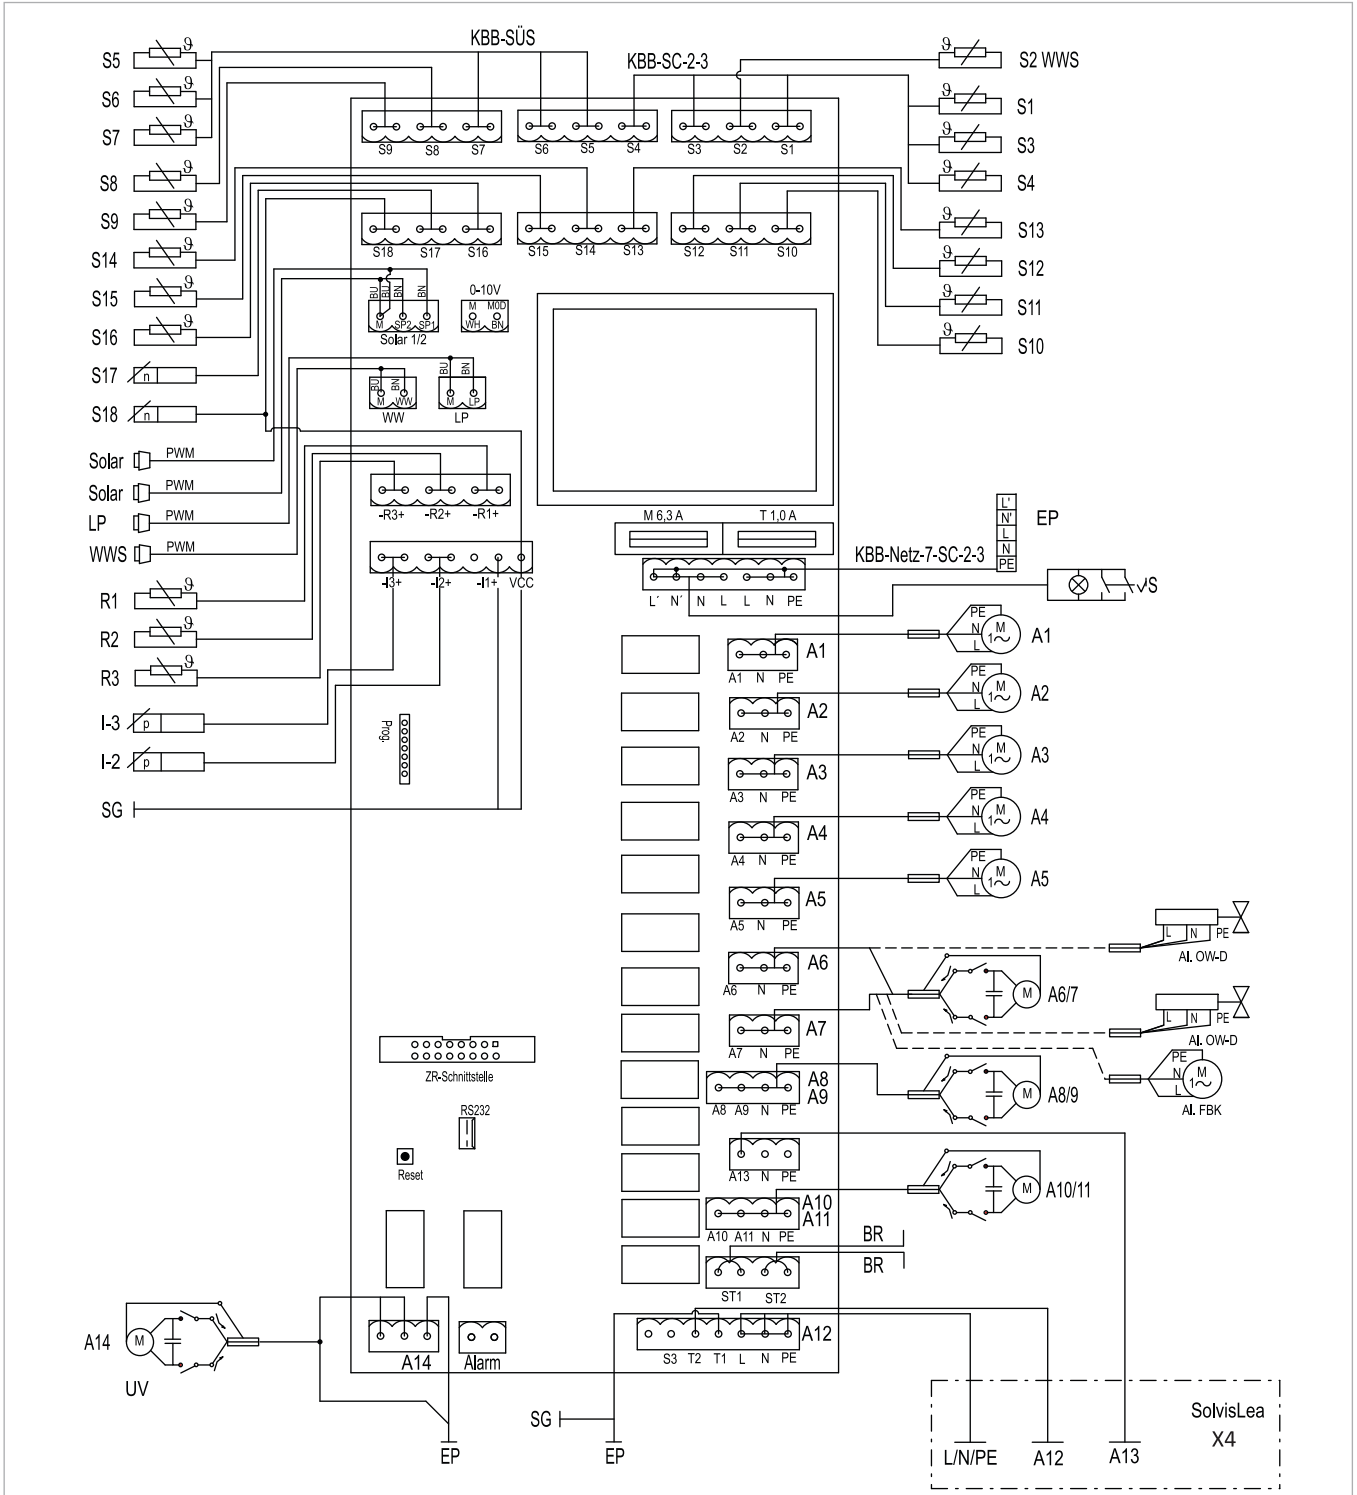 KBB-SÜS
KBB-SC-2-3
S5 ϑ
S6 ϑ
S7 ϑ
S8 ϑ
S9 ϑ
S14 ϑ
S15 ϑ
S16 ϑ
S17 n
S18 n
Solar PWM
Solar PWM
LP PWM
WWS PWM
R1 ϑ
R2 ϑ
R3 ϑ
I-3 p
I-2 p
SG
ϑ S2 WWS
ϑ S1
ϑ S3
ϑ S4
ϑ S13
ϑ S12
ϑ S11
ϑ S10
S9 S8 S7 S6 S5 S4 S3 S2 S1
S18 S17 S16 S15 S14 S13 S12 S11 S10
BU BU BN BN
M SP2 SP1
Solar 1/2
0-10V
M MOD
WH BN
BU BN
M WW
WW
BU BN
M LP
LP
-R3+ -R2+ -R1+
-I3+ -I2+ -I1+ VCC
M 6,3 A T 1,0 A
L´ N´ N L L N PE
KBB-Netz-7-SC-2-3
L'
N'
L
N
PE
EP
S
A1
A1 N PE
PE
N
L
M
1~
A1
A2
A2 N PE
PE
N
L
M
1~
A2
A3
A3 N PE
PE
N
L
M
1~
A3
A4
A4 N PE
PE
N
L
M
1~
A4
A5
A5 N PE
PE
N
L
M
1~
A5
A6
A6 N PE
L N PE
Al. OW-D
M A6/7
A7
A7 N PE
L N PE
Al. OW-D
PE
N
L
M
1~
Al. FBK
A8
A9
A8 A9 N PE
M A8/9
A13 N PE
A10
A11
A10 A11 N PE
M A10/11
BR
BR
ST1 ST2
A12
S3 T2 T1 L N PE
Prog.
ZR-Schnittstelle
RS232
Reset
A14 M
UV
A14
Alarm
EP
SG
EP
SolvisLea
X4
L/N/PE A12 A13